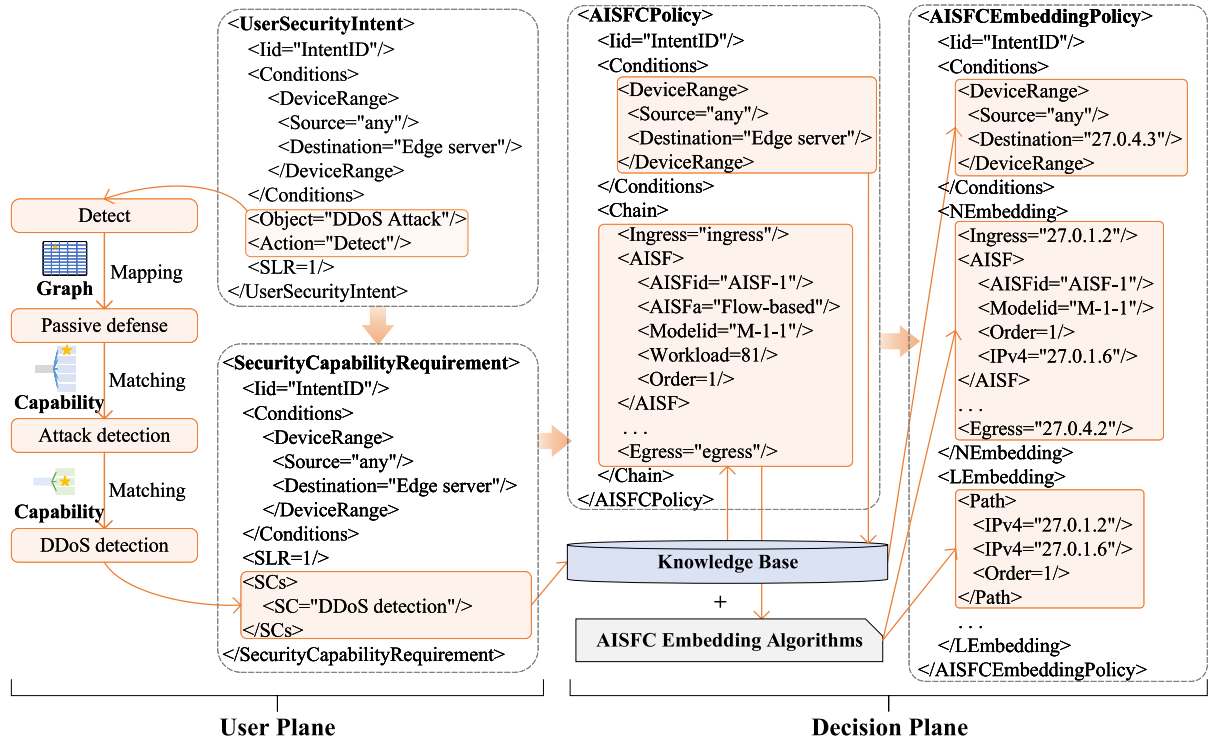 <UserSecurityIntent>
<Iid="IntentID"/>
<Conditions>
<DeviceRange>
<Source="any"/>
<Destination="Edge server"/>
</DeviceRange>
</Conditions>
<Object="DDoS Attack"/>
<Action="Detect"/>
<SLR=1/>
</UserSecurityIntent>
Detect
Mapping
Graph
Passive defense
Matching
Capability
Attack detection
Matching
Capability
DDoS detection
<SecurityCapabilityRequirement>
<Iid="IntentID"/>
<Conditions>
<DeviceRange>
<Source="any"/>
<Destination="Edge server"/>
</DeviceRange>
</Conditions>
<SLR=1/>
<SCs>
<SC="DDoS detection"/>
</SCs>
</SecurityCapabilityRequirement>
User Plane
<AISFCPolicy>
<Iid="IntentID"/>
<Conditions>
<DeviceRange>
<Source="any"/>
<Destination="Edge server"/>
</DeviceRange>
</Conditions>
<Chain>
<Ingress="ingress"/>
<AISF>
<AISFid="AISF-1"/>
<AISFa="Flow-based"/>
<Modelid="M-1-1"/>
<Workload=81/>
<Order=1/>
</AISF>
...
<Egress="egress"/>
</Chain>
</AISFCPolicy>
Knowledge Base
+
AISFC Embedding Algorithms
<AISFCEmbeddingPolicy>
<Iid="IntentID"/>
<Conditions>
<DeviceRange>
<Source="any"/>
<Destination="27.0.4.3"/>
</DeviceRange>
</Conditions>
<NEmbedding>
<Ingress="27.0.1.2"/>
<AISF>
<AISFid="AISF-1"/>
<Modelid="M-1-1"/>
<Order=1/>
<IPv4="27.0.1.6"/>
</AISF>
...
<Egress="27.0.4.2"/>
</NEmbedding>
<LEmbedding>
<Path>
<IPv4="27.0.1.2"/>
<IPv4="27.0.1.6"/>
<Order=1/>
</Path>
...
</LEmbedding>
</AISFCEmbeddingPolicy>
Decision Plane